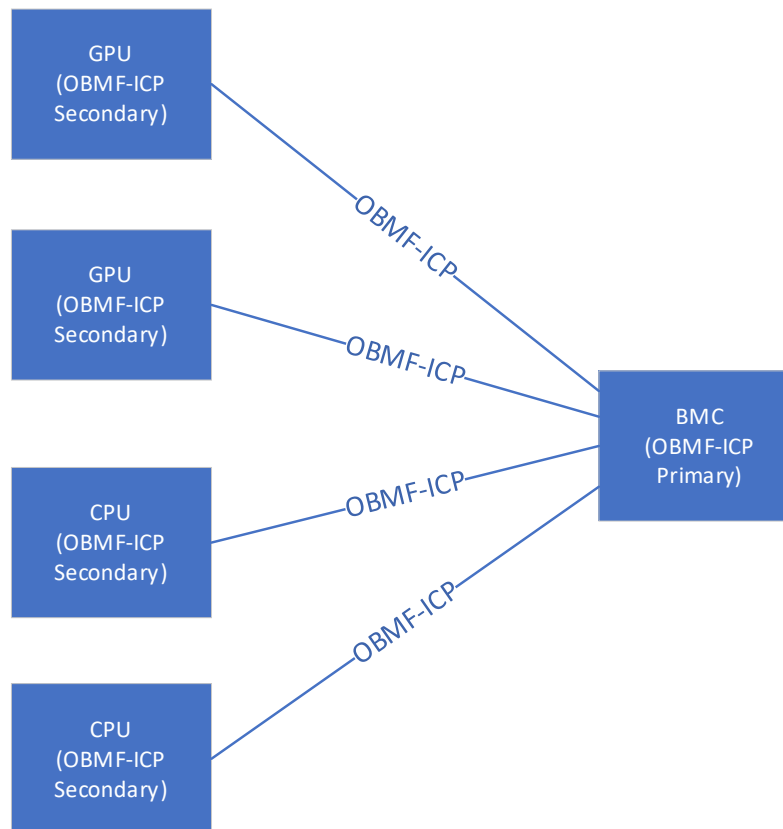 GPU
(OBMF-ICP
Secondary)
OBMF-ICP
GPU
(OBMF-ICP
Secondary)
OBMF-ICP
BMC
(OBMF-ICP
Primary)
CPU
(OBMF-ICP
Secondary)
OBMF-ICP
OBMF-ICP
CPU
(OBMF-ICP
Secondary)